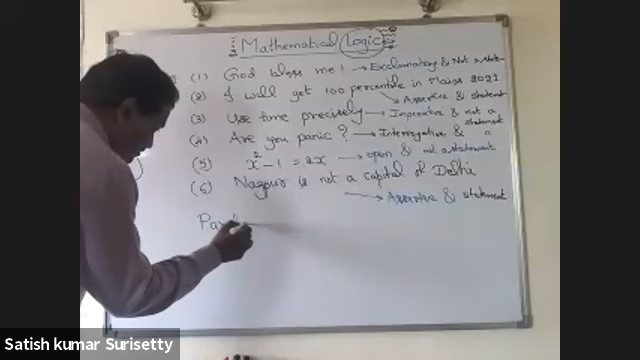 Mathematical Logic
(1) God bless me! → Exclamatory & Not a state-
(2) I will get 100 percentile in Mains 2021
→ Assertive & statement
(3) Use time precisely → Imperative & not a
statement
(4) Are you panic? → Interrogative & "
(5) x² - 1 = 2x → open & not a statement
(6) Nagpur is not a capital of Delhi
→ Assertive & statement
Par
Satish kumar Surisetty